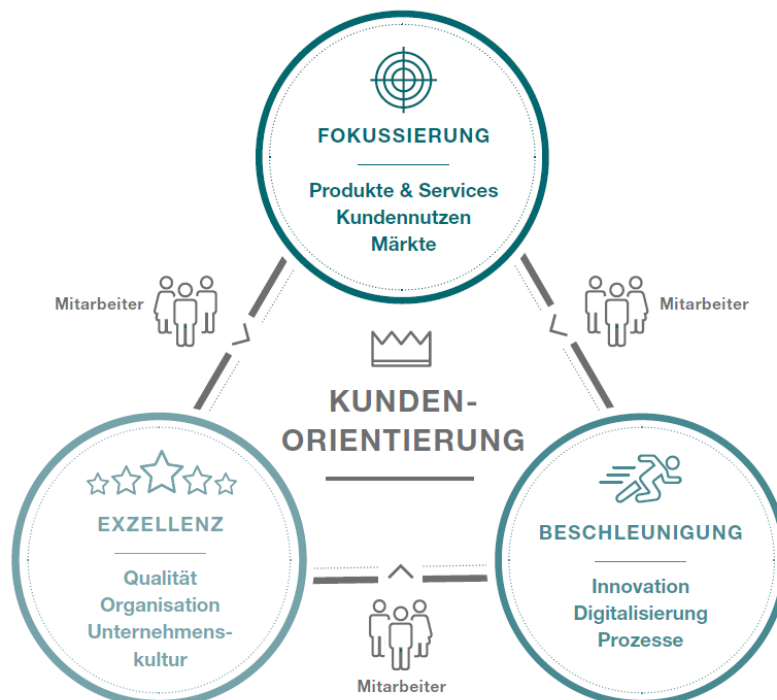 FOKUSSIERUNG
Produkte & Services
Kundennutzen
Märkte
Mitarbeiter
Mitarbeiter
KUNDEN-
ORIENTIERUNG
EXZELLENZ
Qualität
Organisation
Unternehmens-
kultur
BESCHLEUNIGUNG
Innovation
Digitalisierung
Prozesse
Mitarbeiter